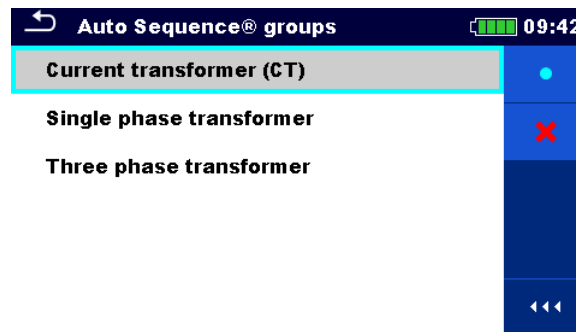 Auto Sequence® groups 09:42
Current transformer (CT)
Single phase transformer
Three phase transformer